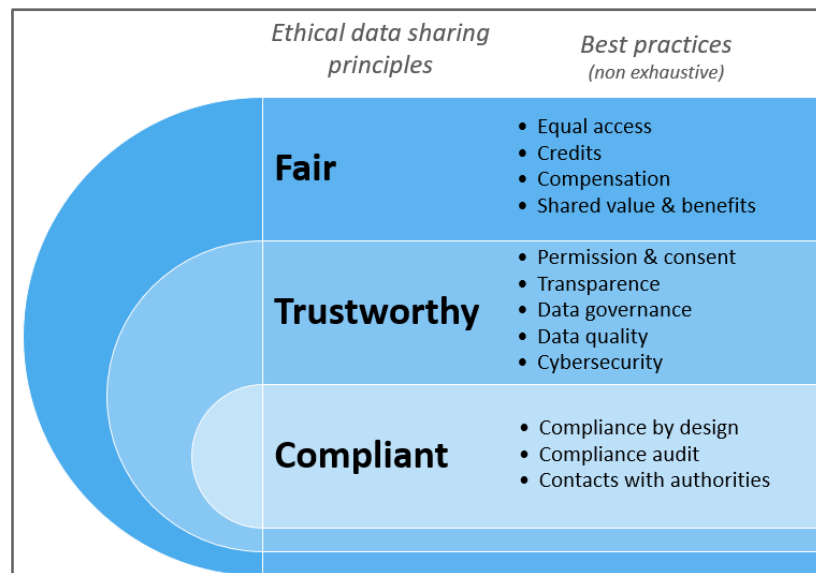 Ethical data sharing
principles
Best practices
(non exhaustive)
Fair
• Equal access
• Credits
• Compensation
• Shared value & benefits
Trustworthy
• Permission & consent
• Transparence
• Data governance
• Data quality
• Cybersecurity
Compliant
• Compliance by design
• Compliance audit
• Contacts with authorities